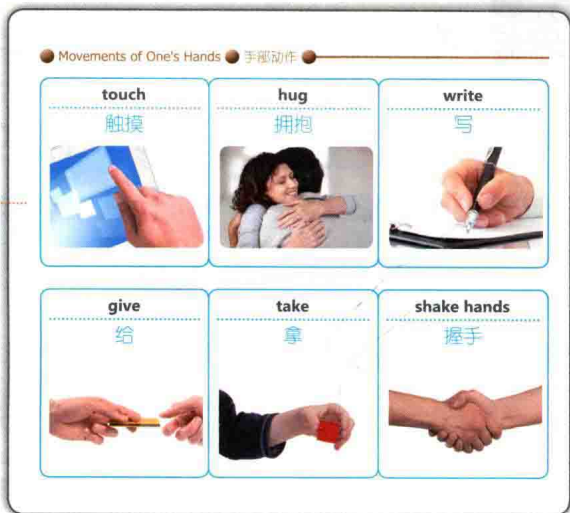 Movements of One's Hands 手部动作
touch hug write
触摸 拥抱 写
give take shake hands
给 拿 握手